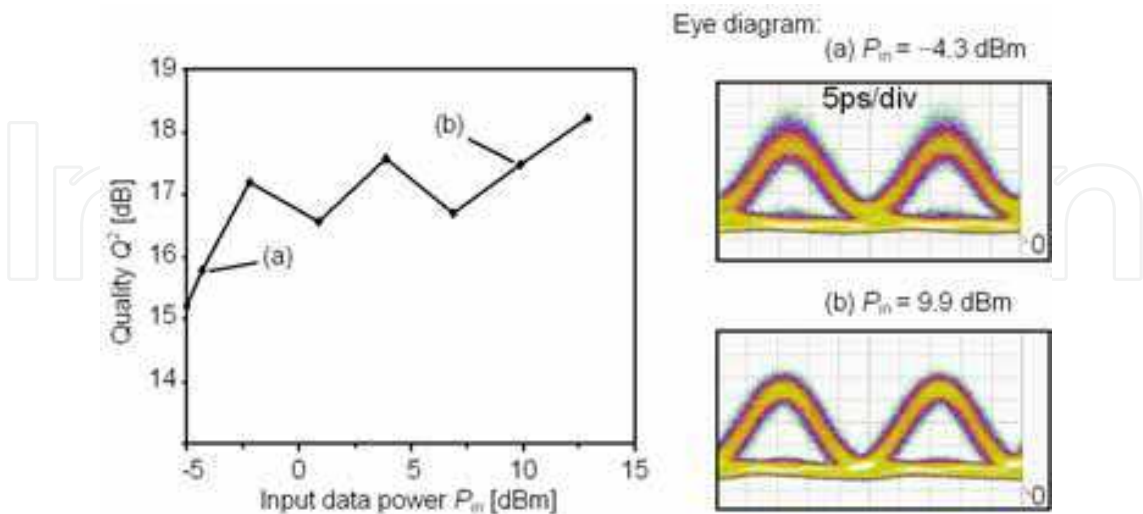 Eye diagram:
(a) Pᵢₙ = −4.3 dBm
5ps/div
0
(b) Pᵢₙ = 9.9 dBm
0
19
18
17
16
15
14
Quality Q² [dB]
(a)
(b)
-5 0 5 10 15
Input data power Pᵢₙ [dBm]